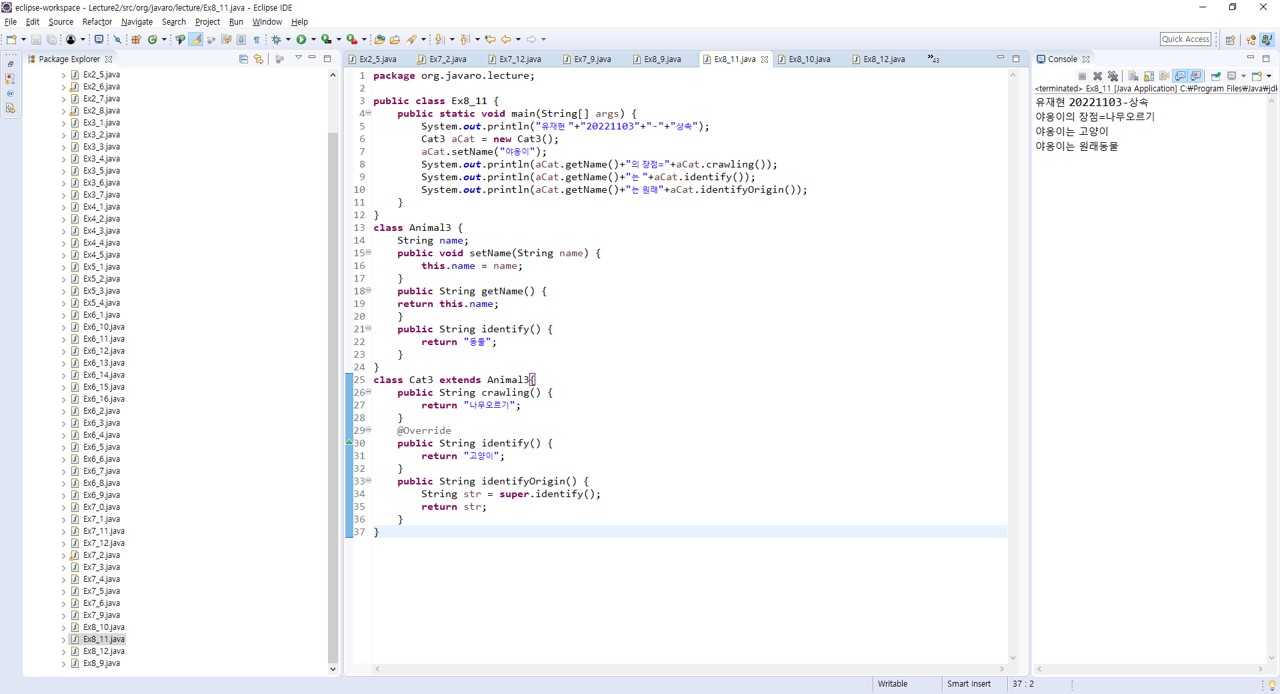 eclipse-workspace - Lecture2/src/org/javaro/lecture/Ex8_11.java - Eclipse IDE
File Edit Source Refactor Navigate Search Project Run Window Help
Quick Access
Package Explorer
Ex2_5.java
Ex2_6.java
Ex2_7.java
Ex2_8.java
Ex3_1.java
Ex3_2.java
Ex3_3.java
Ex3_4.java
Ex3_5.java
Ex3_6.java
Ex3_7.java
Ex4_1.java
Ex4_2.java
Ex4_3.java
Ex4_4.java
Ex4_5.java
Ex5_1.java
Ex5_2.java
Ex5_3.java
Ex5_4.java
Ex6_1.java
Ex6_10.java
Ex6_11.java
Ex6_12.java
Ex6_13.java
Ex6_14.java
Ex6_15.java
Ex6_16.java
Ex6_2.java
Ex6_3.java
Ex6_4.java
Ex6_5.java
Ex6_6.java
Ex6_7.java
Ex6_8.java
Ex6_9.java
Ex7_0.java
Ex7_1.java
Ex7_11.java
Ex7_12.java
Ex7_2.java
Ex7_3.java
Ex7_4.java
Ex7_5.java
Ex7_6.java
Ex7_9.java
Ex8_10.java
Ex8_11.java
Ex8_12.java
Ex8_9.java
Ex2_5.java Ex7_2.java Ex7_12.java Ex7_9.java Ex8_9.java Ex8_11.java Ex8_10.java Ex8_12.java
1 package org.javaro.lecture;
2
3 public class Ex8_11 {
4 public static void main(String[] args) {
5 System.out.println("유재현 "+"20221103"+"-"+"상속");
6 Cat3 aCat = new Cat3();
7 aCat.setName("야옹이");
8 System.out.println(aCat.getName()+"의 장점="+aCat.crawling());
9 System.out.println(aCat.getName()+"는 "+aCat.identify());
10 System.out.println(aCat.getName()+"는 원래"+aCat.identifyOrigin());
11 }
12 }
13 class Animal3 {
14 String name;
15 public void setName(String name) {
16 this.name = name;
17 }
18 public String getName() {
19 return this.name;
20 }
21 public String identify() {
22 return "동물";
23 }
24 }
25 class Cat3 extends Animal3{
26 public String crawling() {
27 return "나무오르기";
28 }
29 @Override
30 public String identify() {
31 return "고양이";
32 }
33 public String identifyOrigin() {
34 String str = super.identify();
35 return str;
36 }
37 }
Console
<terminated> Ex8_11 [Java Application] C:₩Program Files₩Java₩jdk
유재현 20221103-상속
야옹이의 장점=나무오르기
야옹이는 고양이
야옹이는 원래동물
Writable Smart Insert 37 : 2